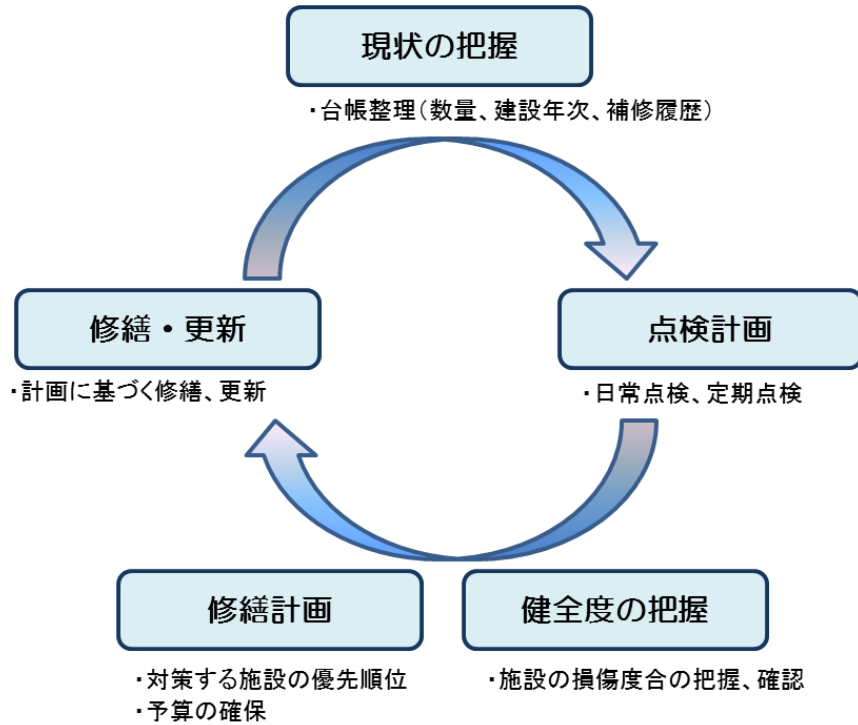 現状の把握
・台帳整理(数量、建設年次、補修履歴)
修繕・更新
・計画に基づく修繕、更新
点検計画
・日常点検、定期点検
修繕計画
・対策する施設の優先順位
・予算の確保
健全度の把握
・施設の損傷度合の把握、確認